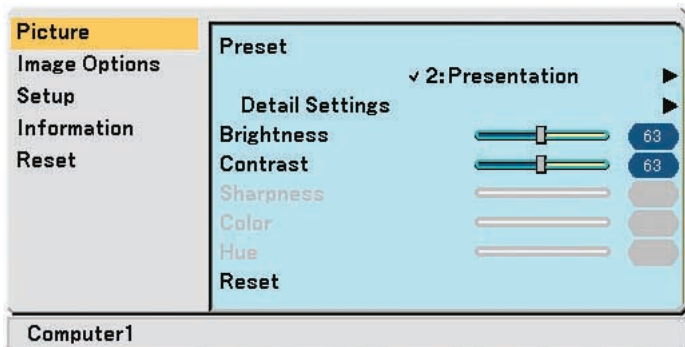 Picture
Image Options
Setup
Information
Reset
Preset
✓ 2:Presentation ▶
Detail Settings ▶
Brightness 63
Contrast 63
Sharpness
Color
Hue
Reset
Computer1